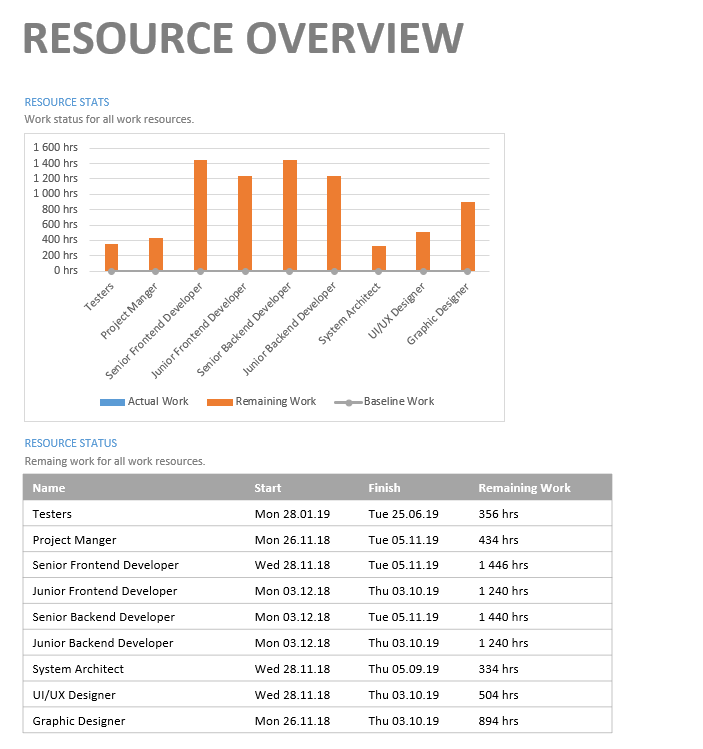 RESOURCE OVERVIEW
RESOURCE STATS
Work status for all work resources.
1 600 hrs
1 400 hrs
1 200 hrs
1 000 hrs
800 hrs
600 hrs
400 hrs
200 hrs
0 hrs
Testers
Project Manger
Senior Frontend Developer
Junior Frontend Developer
Senior Backend Developer
Junior Backend Developer
System Architect
UI/UX Designer
Graphic Designer
Actual Work Remaining Work Baseline Work
RESOURCE STATUS
Remaing work for all work resources.
Name Start Finish Remaining Work
Testers Mon 28.01.19 Tue 25.06.19 356 hrs
Project Manger Mon 26.11.18 Tue 05.11.19 434 hrs
Senior Frontend Developer Wed 28.11.18 Tue 05.11.19 1 446 hrs
Junior Frontend Developer Mon 03.12.18 Thu 03.10.19 1 240 hrs
Senior Backend Developer Mon 03.12.18 Tue 05.11.19 1 440 hrs
Junior Backend Developer Mon 03.12.18 Thu 03.10.19 1 240 hrs
System Architect Wed 28.11.18 Thu 05.09.19 334 hrs
UI/UX Designer Wed 28.11.18 Thu 03.10.19 504 hrs
Graphic Designer Mon 26.11.18 Thu 03.10.19 894 hrs